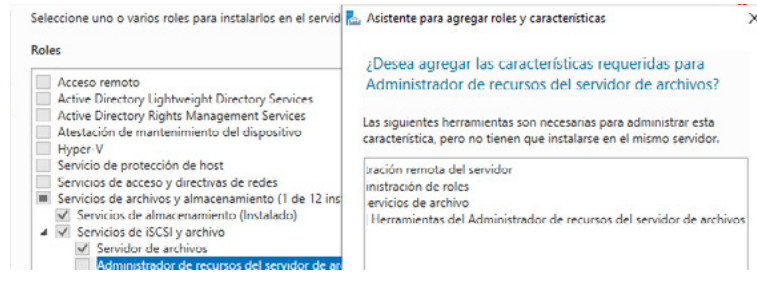 Seleccione uno o varios roles para instalarlos en el servid
Roles
Acceso remoto
Active Directory Lightweight Directory Services
Active Directory Rights Management Services
Atestación de mantenimiento del dispositivo
Hyper-V
Servicio de protección de host
Servicios de acceso y directivas de redes
Servicios de archivos y almacenamiento (1 de 12 ins
Servicios de almacenamiento (Instalado)
Servicios de iSCSI y archivo
Servidor de archivos
Administrador de recursos del servidor de ar
Asistente para agregar roles y características
¿Desea agregar las características requeridas para
Administrador de recursos del servidor de archivos?
Las siguientes herramientas son necesarias para administrar esta
característica, pero no tienen que instalarse en el mismo servidor.
tración remota del servidor
inistración de roles
ervicios de archivo
Herramientas del Administrador de recursos del servidor de archivos